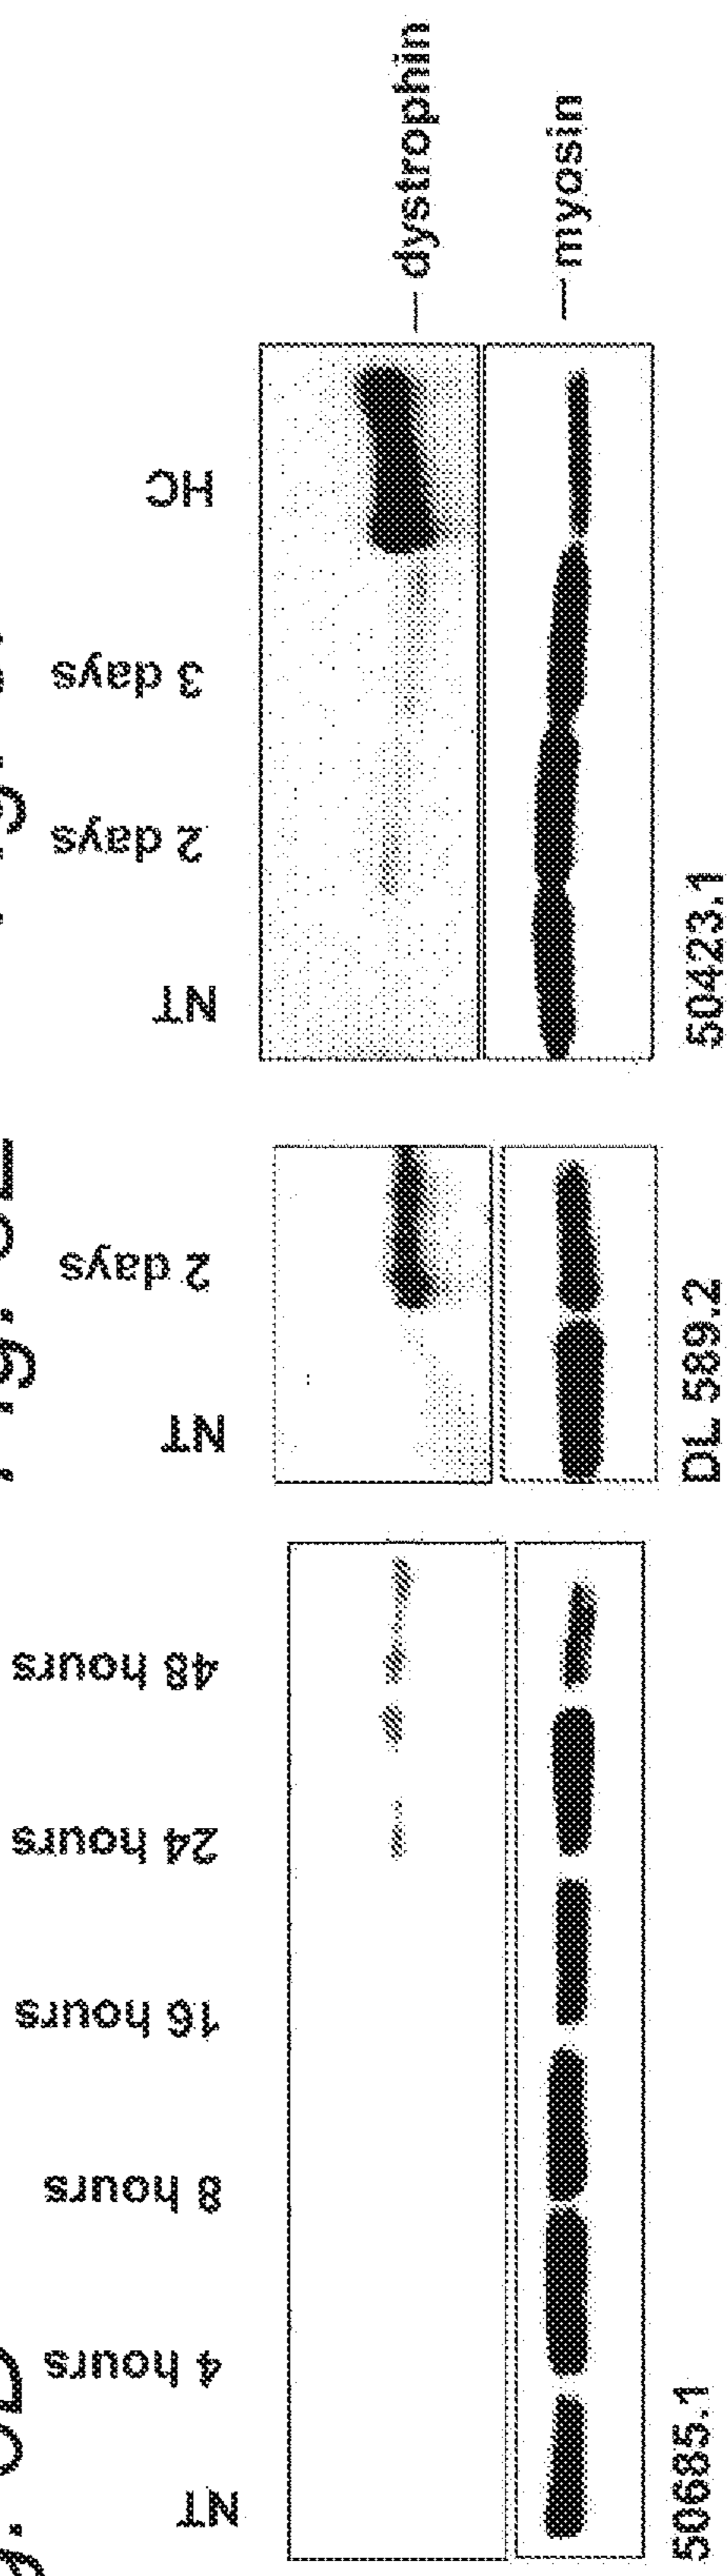 NT
4 hours
8 hours
16 hours
24 hours
48 hours
50685.1
NT
2 days
DL 589.2
NT
2 days
3 days
HC
50423.1
— dystrophin
— myosin